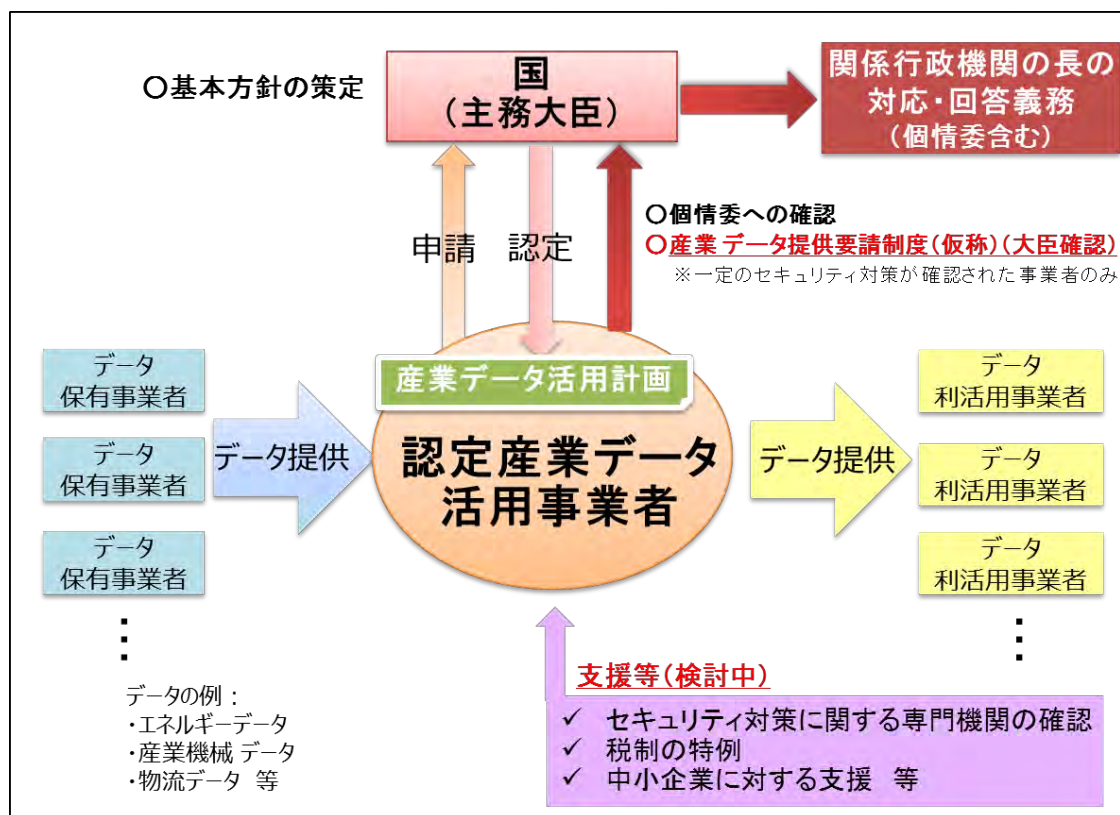 〇基本方針の策定
国
(主務大臣)
関係行政機関の長の
対応・回答義務
(個情委含む)
申請
認定
〇個情委への確認
〇産業データ提供要請制度(仮称)(大臣確認)
※一定のセキュリティ対策が確認された事業者のみ
データ
保有事業者
データ
保有事業者
データ
保有事業者
データ提供
産業データ活用計画
認定産業データ
活用事業者
データ提供
データ
利活用事業者
データ
利活用事業者
データ
利活用事業者
データの例:
・エネルギーデータ
・産業機械データ
・物流データ 等
支援等(検討中)
✓ セキュリティ対策に関する専門機関の確認
✓ 税制の特例
✓ 中小企業に対する支援 等